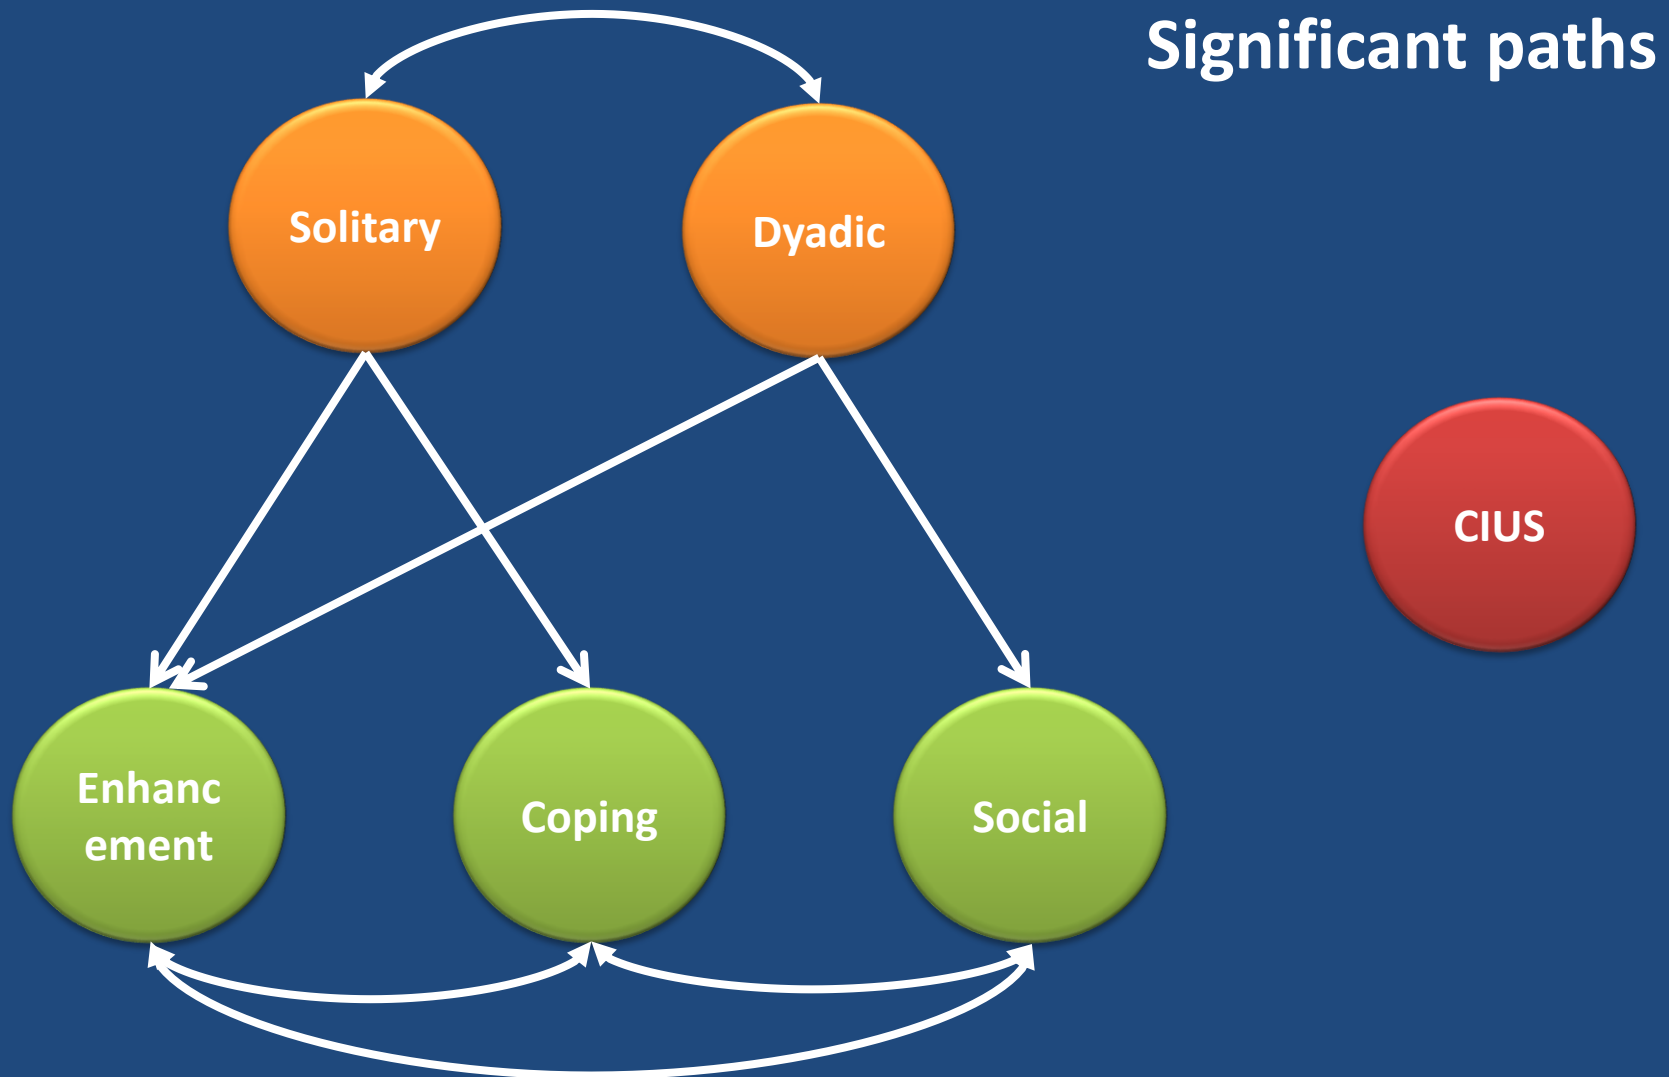 Significant paths
Solitary
Dyadic
CIUS
Enhanc
ement
Coping
Social